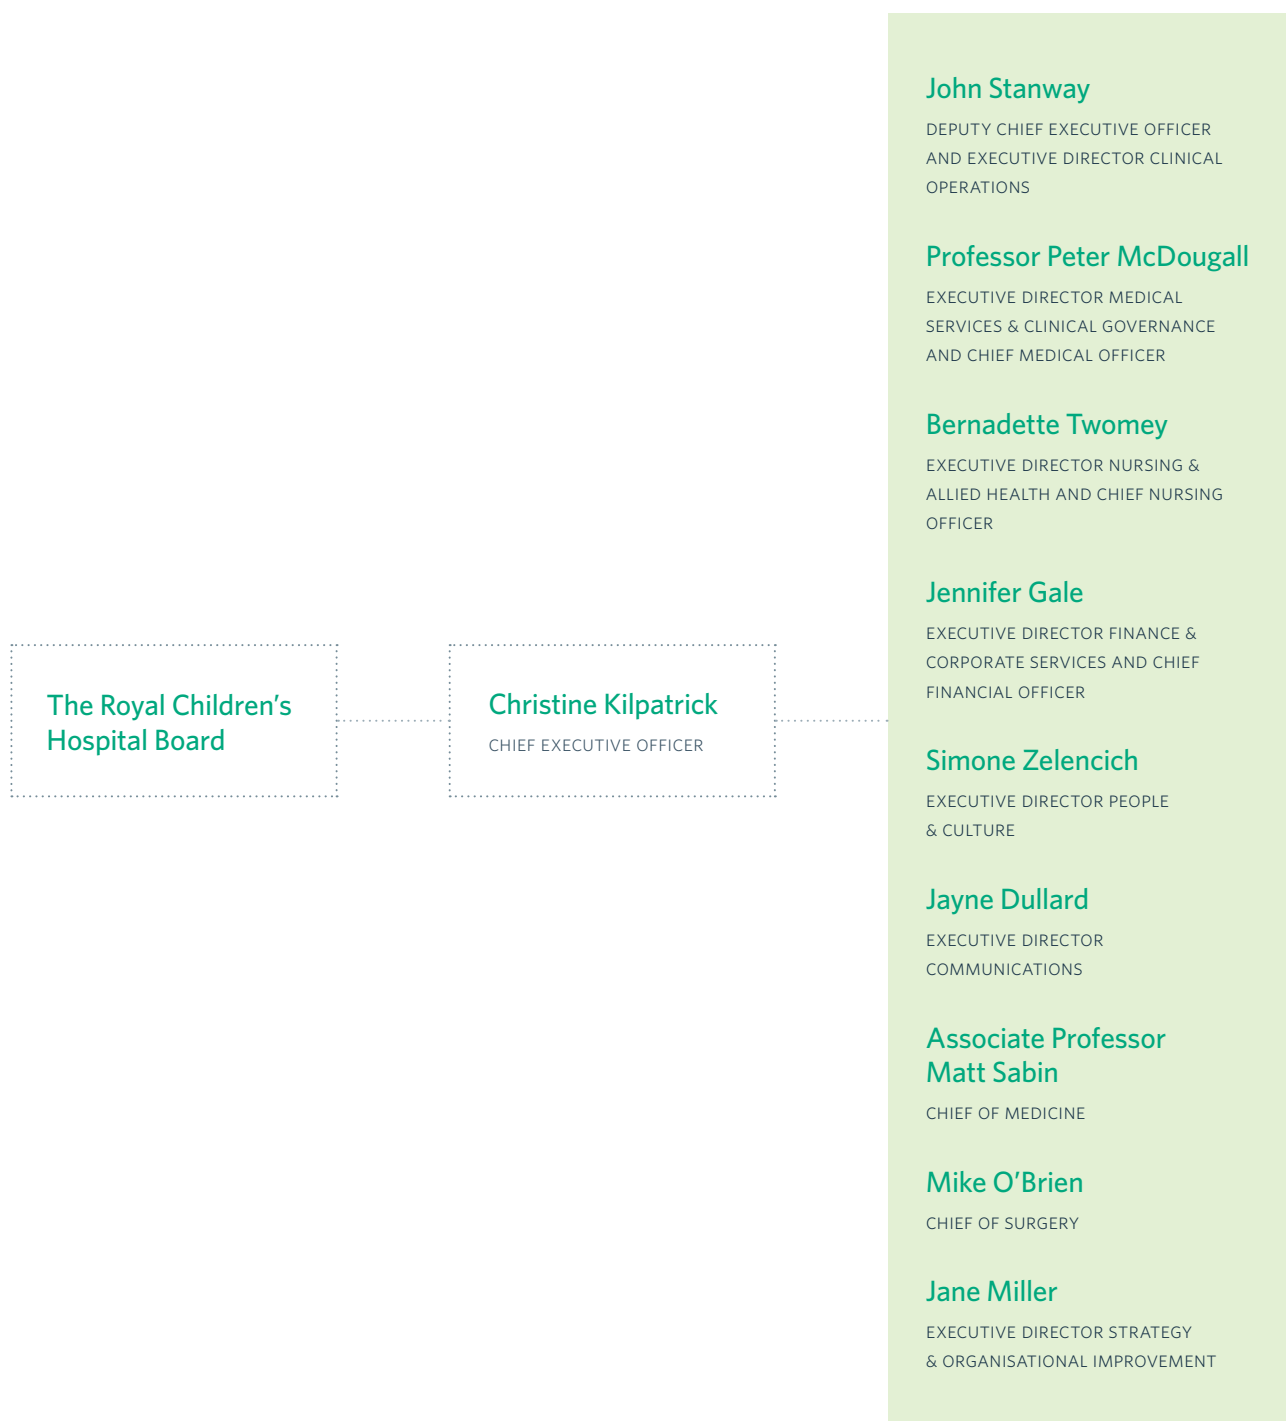 The Royal Children’s
Hospital Board
Christine Kilpatrick
CHIEF EXECUTIVE OFFICER
John Stanway
DEPUTY CHIEF EXECUTIVE OFFICER
AND EXECUTIVE DIRECTOR CLINICAL
OPERATIONS
Professor Peter McDougall
EXECUTIVE DIRECTOR MEDICAL
SERVICES & CLINICAL GOVERNANCE
AND CHIEF MEDICAL OFFICER
Bernadette Twomey
EXECUTIVE DIRECTOR NURSING &
ALLIED HEALTH AND CHIEF NURSING
OFFICER
Jennifer Gale
EXECUTIVE DIRECTOR FINANCE &
CORPORATE SERVICES AND CHIEF
FINANCIAL OFFICER
Simone Zelencich
EXECUTIVE DIRECTOR PEOPLE
& CULTURE
Jayne Dullard
EXECUTIVE DIRECTOR
COMMUNICATIONS
Associate Professor
Matt Sabin
CHIEF OF MEDICINE
Mike O’Brien
CHIEF OF SURGERY
Jane Miller
EXECUTIVE DIRECTOR STRATEGY
& ORGANISATIONAL IMPROVEMENT